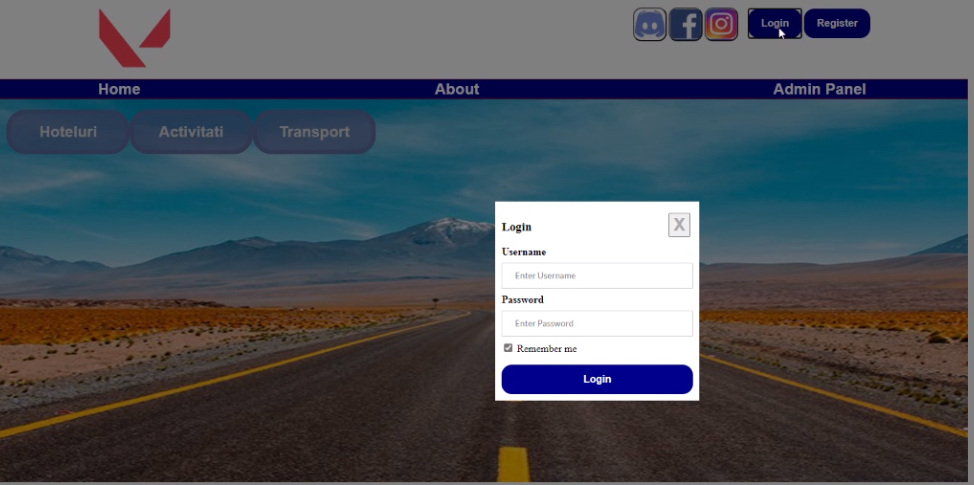 Login Register
Home About Admin Panel
Hoteluri Activitati Transport
Login X
Username
Enter Username
Password
Enter Password
Remember me
Login